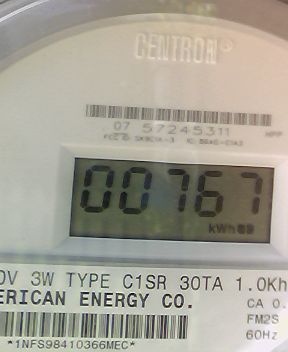 CENTRON®
07 57245311
00767
kWh
0V 3W TYPE C1SR 30TA 1.0Kh
ERICAN ENERGY CO.
CA 0.
FM2S
60Hz
*1NFS98410366MEC*